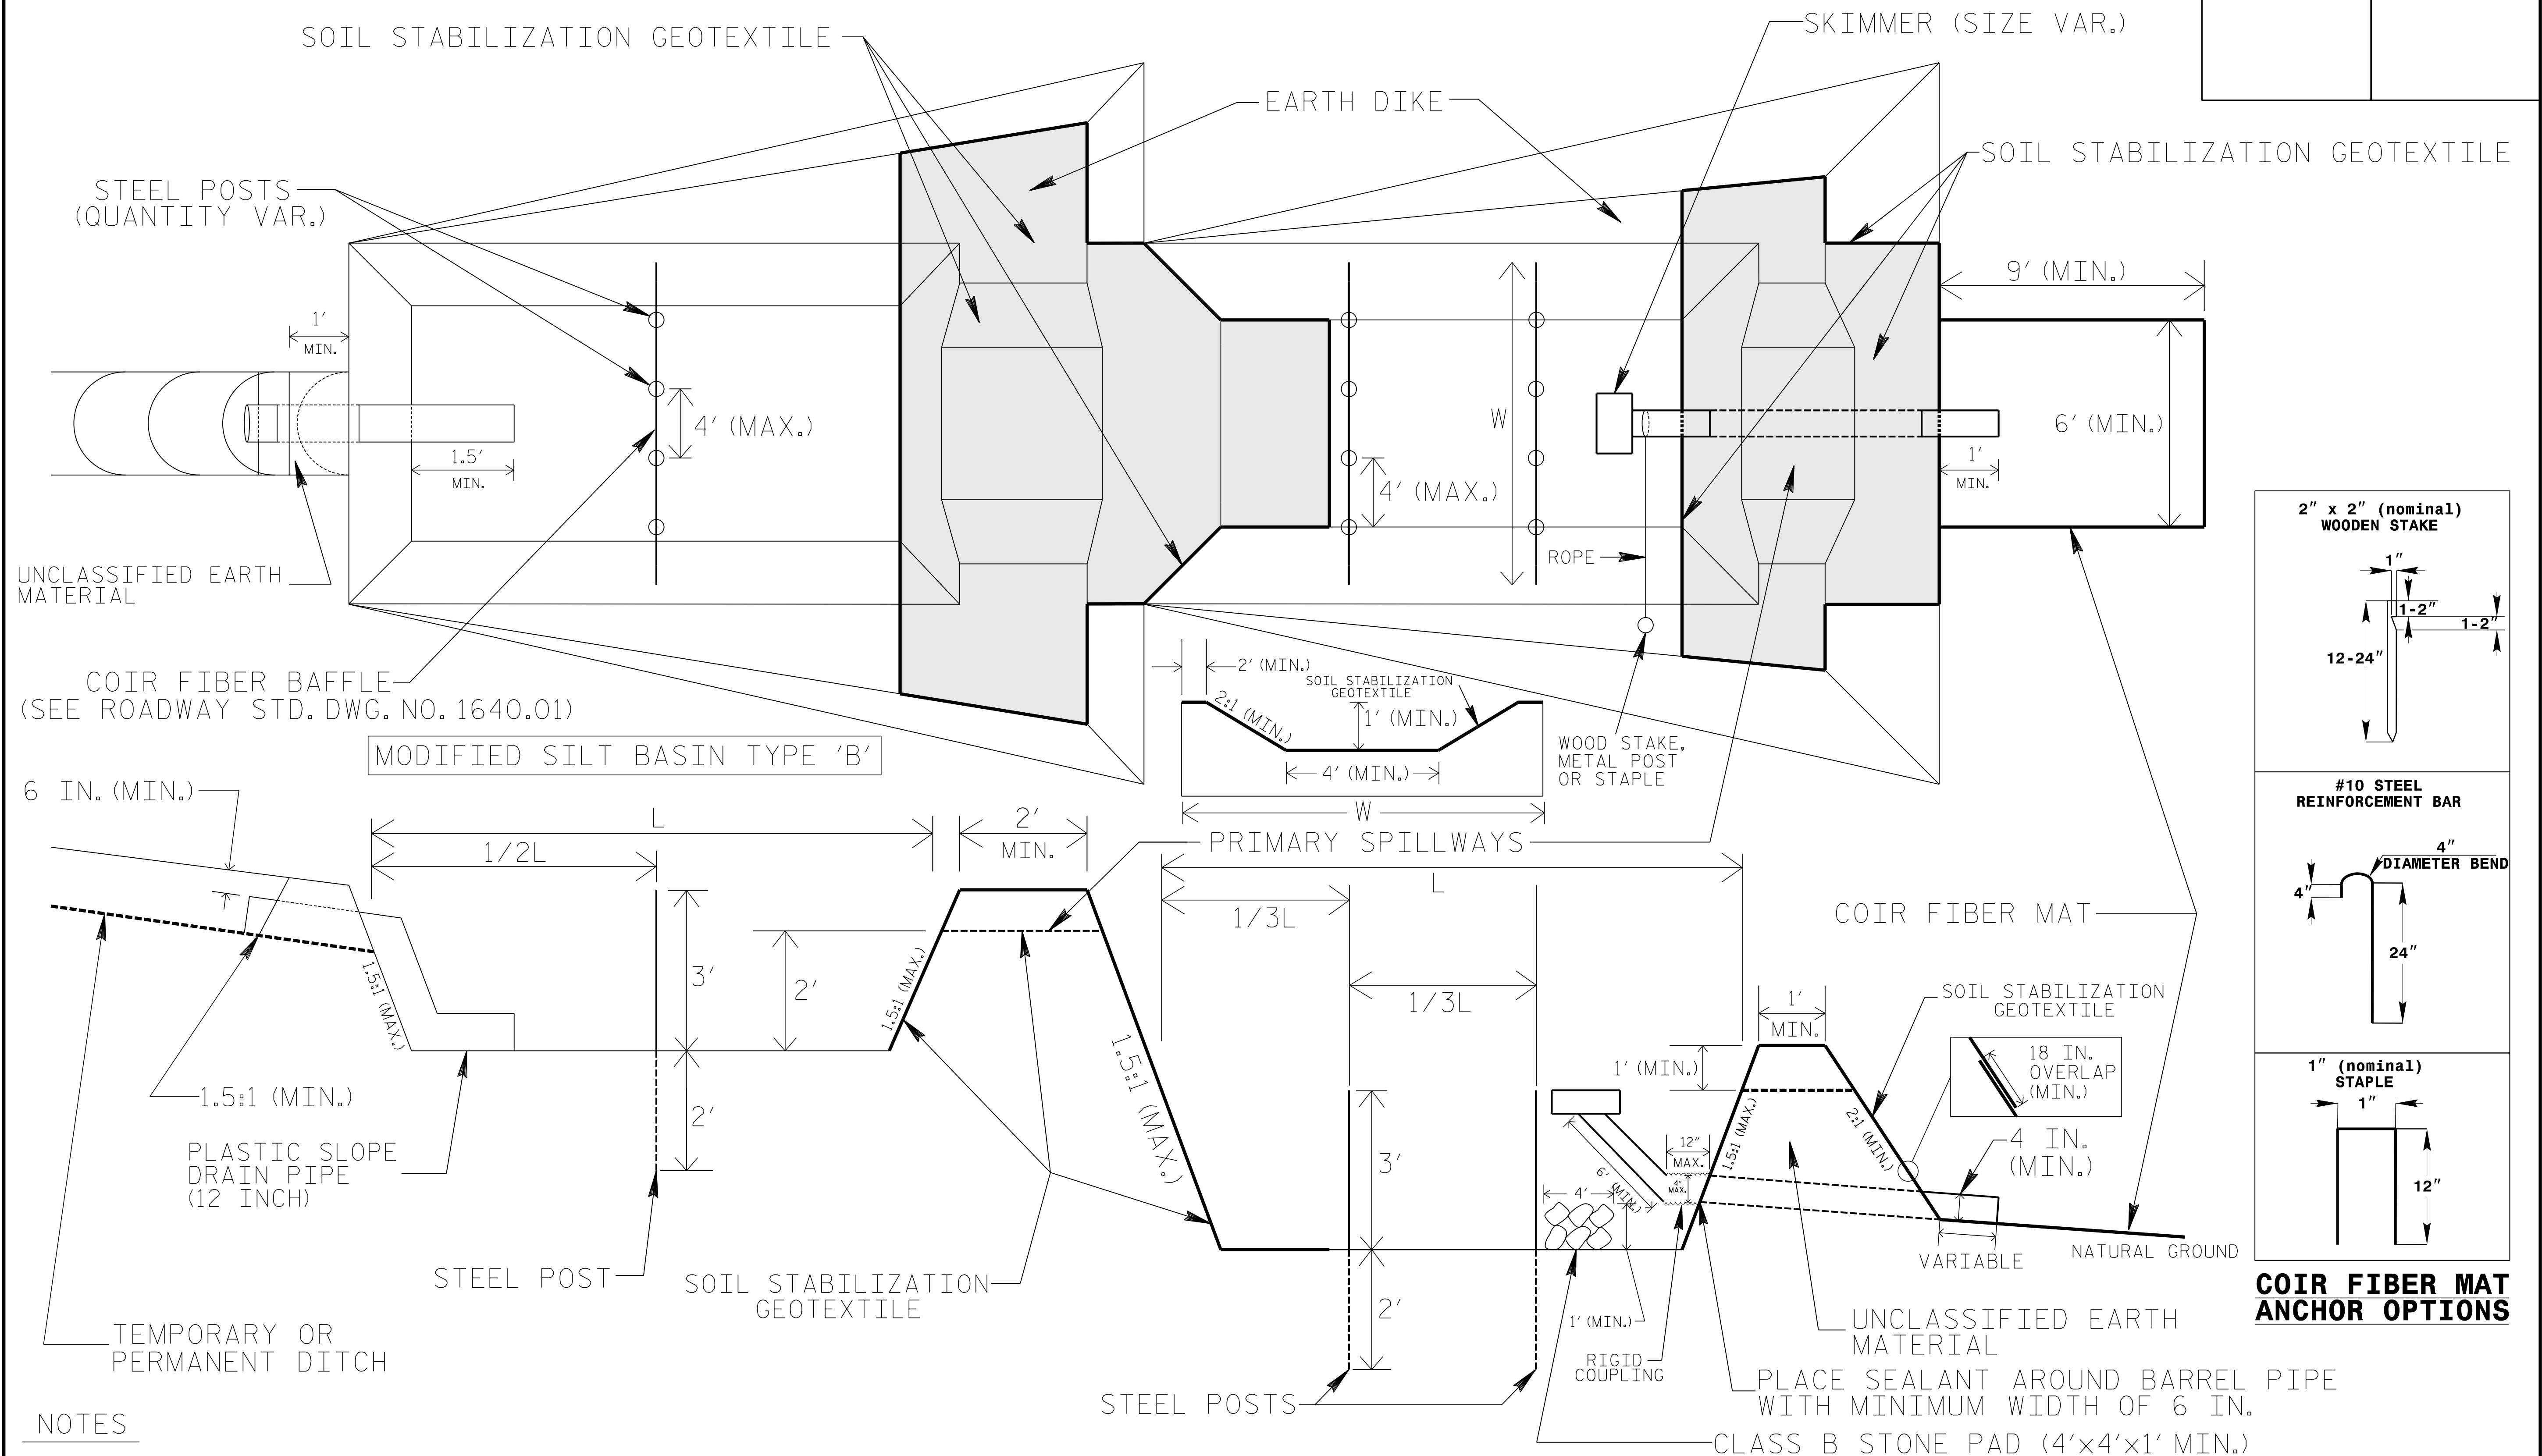 SOIL STABILIZATION GEOTEXTILE
SKIMMER (SIZE VAR.)
EARTH DIKE
SOIL STABILIZATION GEOTEXTILE
STEEL POSTS
(QUANTITY VAR.)
9' (MIN.)
1'
MIN.
4' (MAX.)
W
6' (MIN.)
1.5'
MIN.
4' (MAX.)
1'
MIN.
ROPE
UNCLASSIFIED EARTH
MATERIAL
COIR FIBER BAFFLE
(SEE ROADWAY STD. DWG. NO. 1640.01)
2' (MIN.)
SOIL STABILIZATION
GEOTEXTILE
2:1 (MIN.)
1' (MIN.)
4' (MIN.)
W
WOOD STAKE,
METAL POST
OR STAPLE
MODIFIED SILT BASIN TYPE 'B'
2" x 2" (nominal)
WOODEN STAKE
1"
1-2"
1-2"
12-24"
#10 STEEL
REINFORCEMENT BAR
4"
DIAMETER BEND
4"
24"
1" (nominal)
STAPLE
1"
12"
COIR FIBER MAT
ANCHOR OPTIONS
6 IN. (MIN.)
L
2'
MIN.
1/2L
PRIMARY SPILLWAYS
L
1/3L
COIR FIBER MAT
1.5:1 (MAX.)
3'
2'
1.5:1 (MAX.)
1/3L
1'
MIN.
SOIL STABILIZATION
GEOTEXTILE
1' (MIN.)
18 IN.
OVERLAP
(MIN.)
1.5:1 (MIN.)
2'
1.5:1 (MAX.)
1.5:1 (MAX.)
2:1 (MIN.)
4 IN.
(MIN.)
PLASTIC SLOPE
DRAIN PIPE
(12 INCH)
3'
12"
MAX.
6' (MIN.)
4"
MAX.
4'
STEEL POST
SOIL STABILIZATION
GEOTEXTILE
VARIABLE
NATURAL GROUND
2'
1' (MIN.)
UNCLASSIFIED EARTH
MATERIAL
TEMPORARY OR
PERMANENT DITCH
RIGID
COUPLING
STEEL POSTS
PLACE SEALANT AROUND BARREL PIPE
WITH MINIMUM WIDTH OF 6 IN.
NOTES
CLASS B STONE PAD (4'x4'x1' MIN.)